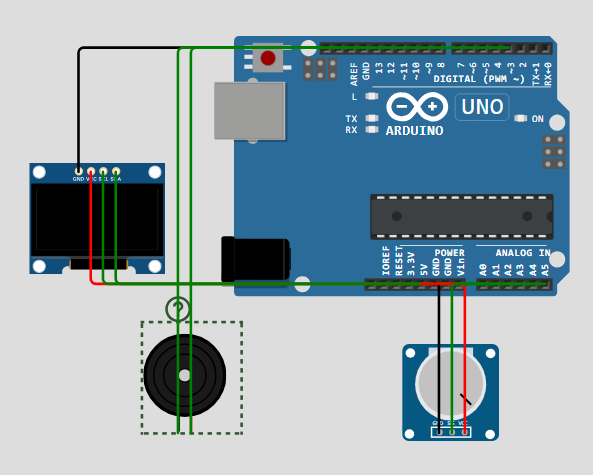 AREF
GND
13
12
~11
~10
~9
8
7
~6
~5
4
~3
2
TX→1
RX←0
DIGITAL (PWM ~)
L
TX
RX
ARDUINO
UNO
ON
GND VCC SCL SDA
IOREF
RESET
3.3V
5V
GND
GND
Vin
POWER
ANALOG IN
A0
A1
A2
A3
A4
A5
?
GND SIG VCC